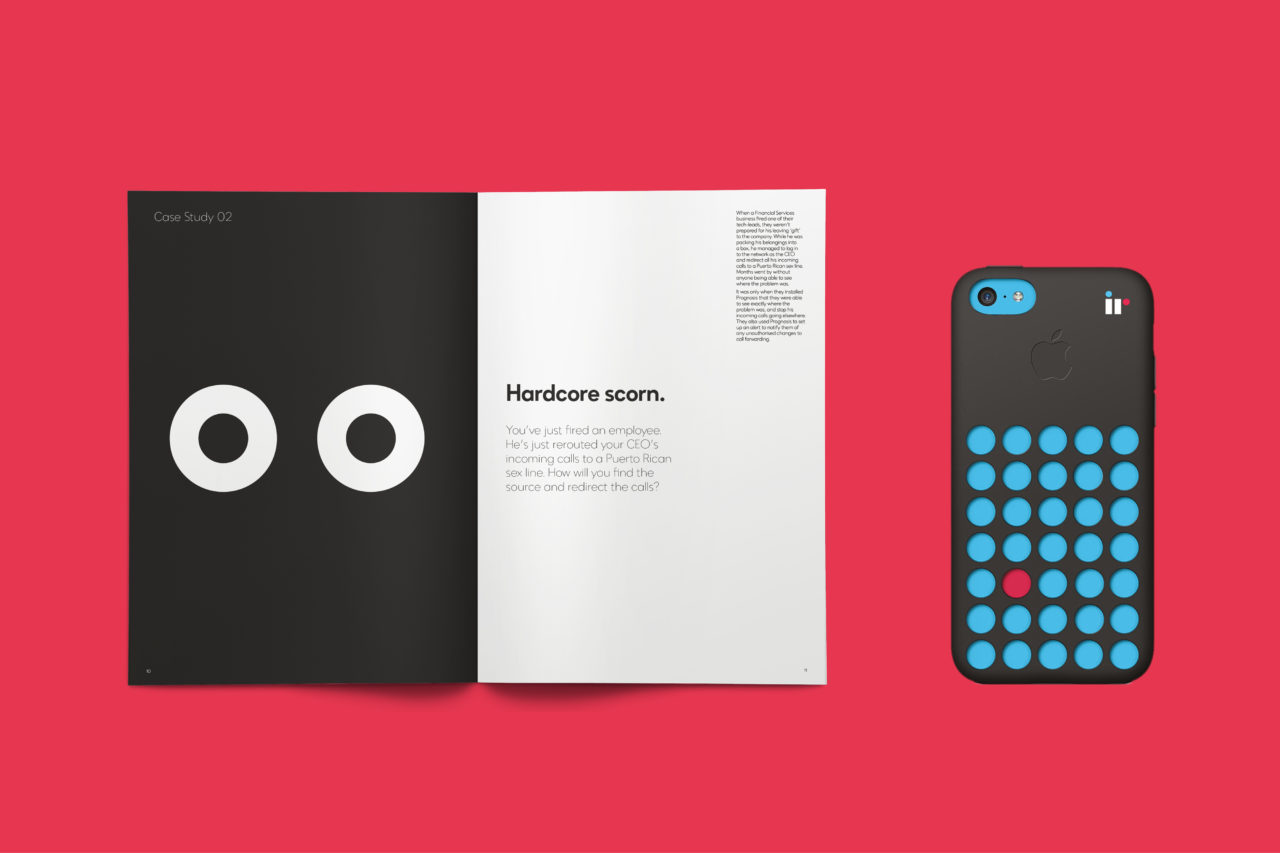 Case Study 02
When a Financial Services
business fired one of their
tech-leads, they weren't
prepared for his leaving 'gift'
to the company. While he was
packing his belongings into
a box, he managed to log in
to the network as the CEO
and redirect all his incoming
calls to a Puerto Rican sex line.
Months went by without
anyone being able to see
where the problem was.
It was only when they installed
Prognosis that they were able
to see exactly where the
problem was, and stop his
incoming calls going elsewhere.
They also used Prognosis to set
up an alert to notify them of
any unauthorised changes to
call forwarding.
Hardcore scorn.
You've just fired an employee.
He's just rerouted your CEO's
incoming calls to a Puerto Rican
sex line. How will you find the
source and redirect the calls?
10
11
ir